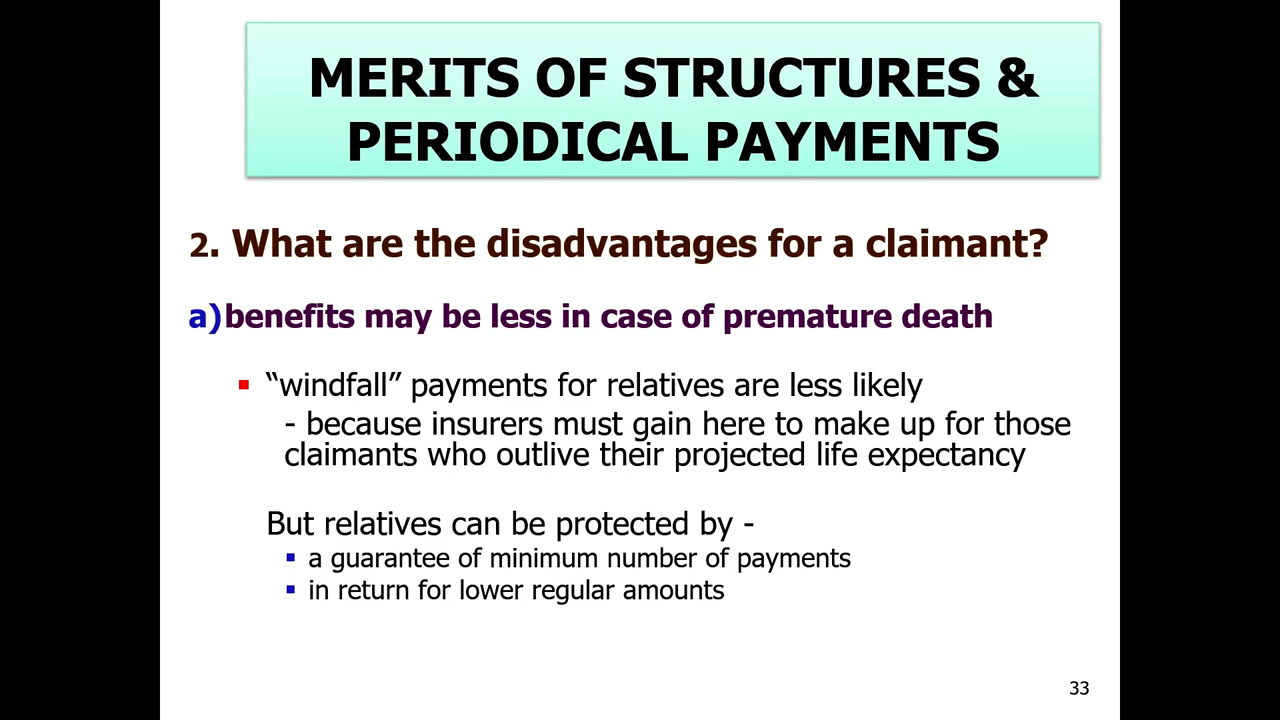 MERITS OF STRUCTURES &
PERIODICAL PAYMENTS
2. What are the disadvantages for a claimant?
a) benefits may be less in case of premature death
▪ “windfall” payments for relatives are less likely
- because insurers must gain here to make up for those
claimants who outlive their projected life expectancy
But relatives can be protected by -
▪ a guarantee of minimum number of payments
▪ in return for lower regular amounts
33